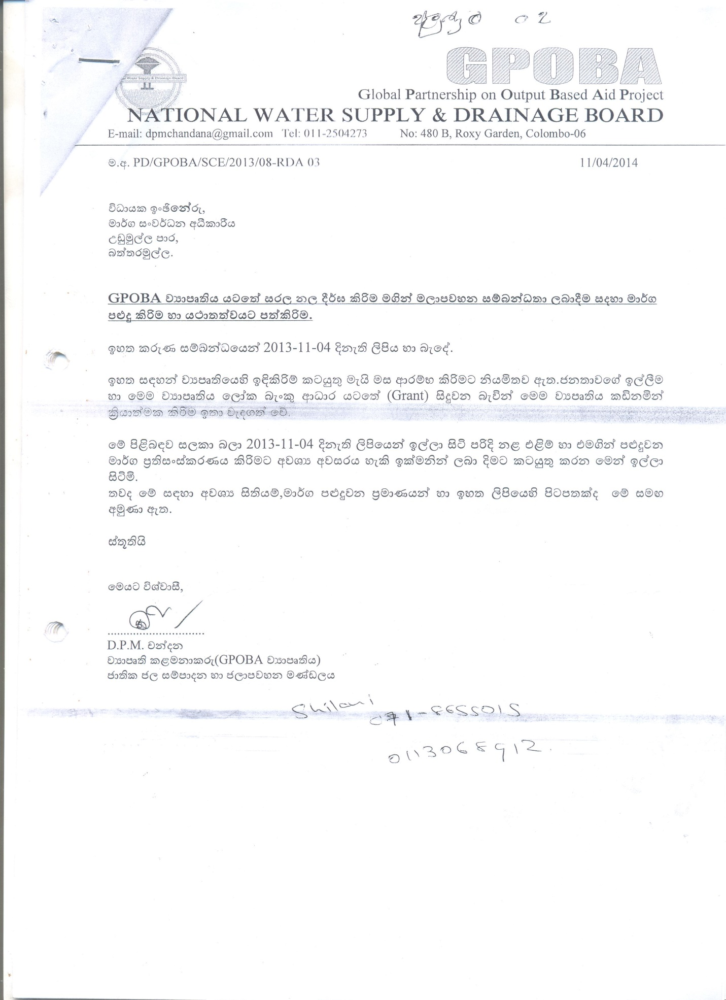 ඇමුණුම 02
GPOBA
Global Partnership on Output Based Aid Project
Water Supply & Drainage Board
NATIONAL WATER SUPPLY & DRAINAGE BOARD
E-mail: dpmchandana@gmail.com Tel: 011-2504273 No: 480 B, Roxy Garden, Colombo-06
ම.අ. PD/GPOBA/SCE/2013/08-RDA 03 11/04/2014
විධායක ඉංජිනේරු,
මාර්ග සංවර්ධන අධිකාරීය
උඩුමුල්ල පාර,
බත්තරමුල්ල.
GPOBA ව්‍යාපෘතිය යටතේ සරල නල දීර්ඝ කිරිම මගින් මලාපවහන සම්බන්ධතා ලබාදීම සදහා මාර්ග
පළුදු කිරිම හා යථාතත්වයට පත්කිරිම.
ඉහත කරුණ සම්බන්ධයෙන් 2013-11-04 දිනැති ලිපිය හා බැඳේ.
ඉහත සඳහන් ව්‍යපෘතියෙහි ඉඳිකිරිම් කටයුතු මැයි මස ආරම්භ කිරිමට නියමිතව ඇත.ජනතාවගේ ඉල්ලීම
හා මෙම ව්‍යාපෘතිය ලෝක බැංකු ආධාර යටතේ (Grant) සිදුවන බැවින් මෙම ව්‍යපෘතිය කඩිනමින්
ක්‍රියාත්මක කිරිම ඉතා වැදගත් වේ.
මේ පිළිබඳව සලකා බලා 2013-11-04 දිනැති ලිපියෙන් ඉල්ලා සිටි පරිදි නළ එළිම් හා එමගින් පළුදුවන
මාර්ග ප්‍රතිසංස්කරණය කිරිමට අවශ්‍ය අවසරය හැකි ඉක්මනින් ලබා දිමට කටයුතු කරන මෙන් ඉල්ලා
සිටිමි.
තවද මේ සඳහා අවශ්‍ය සිතියම්,මාර්ග පළුදුවන ප්‍රමාණයන් හා ඉහත ලිපියෙහි පිටපතක්ද මේ සමඟ
අමුණා ඇත.
ස්තූතියි
මෙයට විශ්වාසී,
D.P.M. චන්දන
ව්‍යාපෘති කළමනාකරු(GPOBA ව්‍යාපෘතිය)
ජාතික ජල සම්පාදන හා ජලාපවහන මණ්ඩලය
Shilani
071-8655015
0113068912.